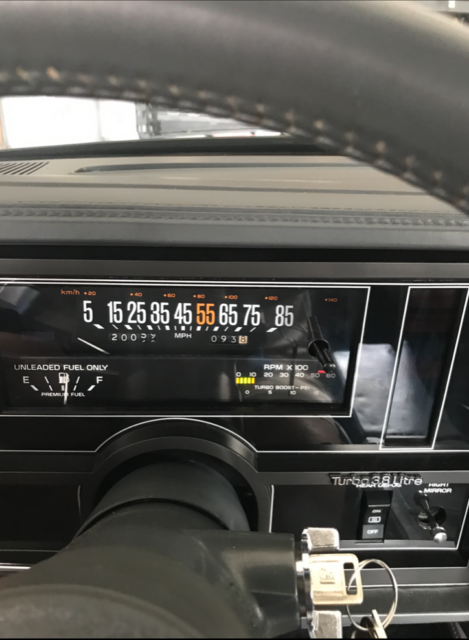 km/h 20 40 60 80 100 120 140
5 15 25 35 45 55 65 75 85
MPH
UNLEADED FUEL ONLY
E F
PREMIUM FUEL
RPM X 100
0 10 20 30 40 50 60
TURBO BOOST-PSI
0 5 10
Turbo 3.8 Litre
RIGHT
MIRROR
OFF